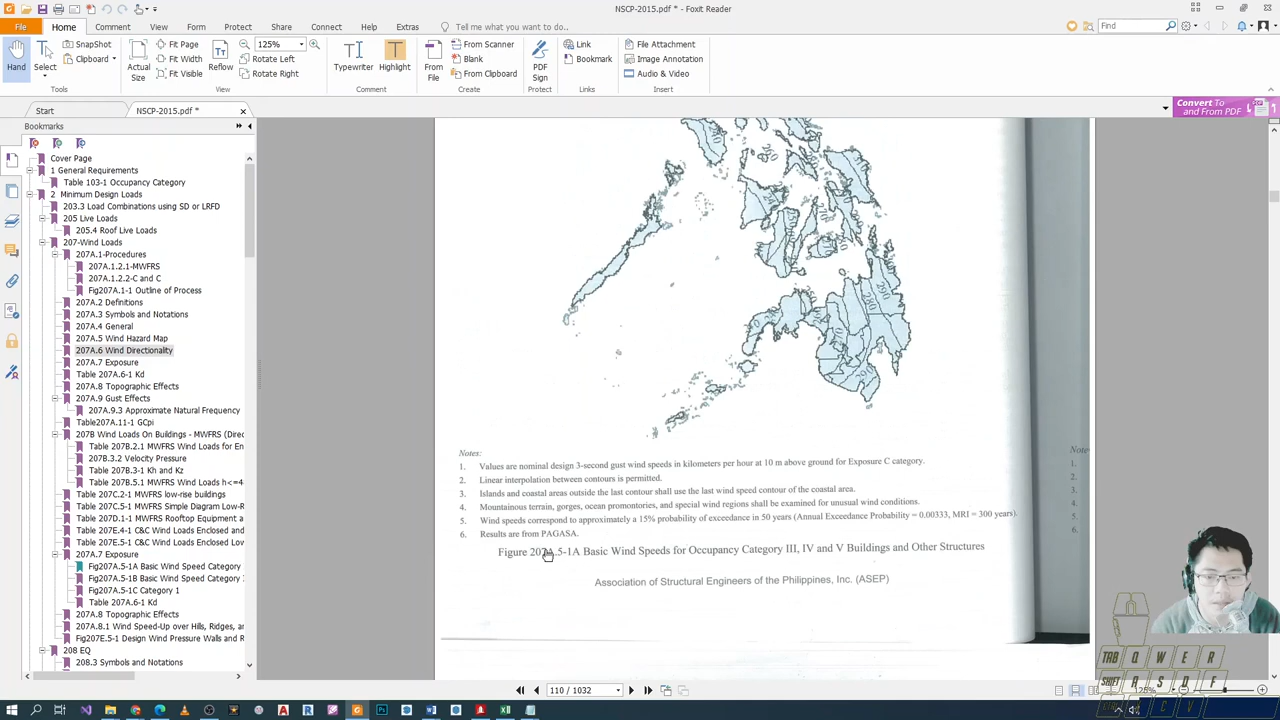 NSCP-2015.pdf * - Foxit Reader
File
Home
Comment
View
Form
Protect
Share
Connect
Help
Extras
Tell me what you want to do...
Find
Hand
Select
SnapShot
Clipboard
Actual Size
Fit Page
Fit Width
Fit Visible
Reflow
125%
Rotate Left
Rotate Right
Typewriter
Highlight
From File
From Scanner
Blank
From Clipboard
PDF Sign
Link
Bookmark
File Attachment
Image Annotation
Audio & Video
Tools
View
Comment
Create
Protect
Links
Insert
Start
NSCP-2015.pdf *
Convert To
and From PDF
Bookmarks
Cover Page
1 General Requirements
Table 103-1 Occupancy Category
2 Minimum Design Loads
203.3 Load Combinations using SD or LRFD
205 Live Loads
205.4 Roof Live Loads
207-Wind Loads
207A.1-Procedures
207A.1.2.1-MWFRS
207A.1.2.2-C and C
Fig207A.1-1 Outline of Process
207A.2 Definitions
207A.3 Symbols and Notations
207A.4 General
207A.5 Wind Hazard Map
207A.6 Wind Directionality
207A.7 Exposure
Table 207A.6-1 Kd
207A.8 Topographic Effects
207A.9 Gust Effects
207A.9.3 Approximate Natural Frequency
Table207A.11-1 GCpi
207B Wind Loads On Buildings - MWFRS (Direc
Table 207B.2.1 MWFRS Wind Loads for En
207B.3.2 Velocity Pressure
Table 207B.3-1 Kh and Kz
Table 207B.5-1 MWFRS Wind Loads h<=4
Table 207C.2-1 MWFRS low-rise buildings
Table 207D.5-1 MWFRS Simple Diagram Low-R
Table 207D.1-1 MWFRS Rooftop Equipment a
Table 207E.4-1 C&C Wind Loads Enclosed
Table 207E.5-1 C&C Wind Loads Enclosed Low
207A.7 Exposure
Fig207A.5-1A Basic Wind Speed Category
Fig207A.5-1B Basic Wind Speed Category
Fig207A.5-1C Category 1
Table 207A.6-1 Kd
207A.8 Topographic Effects
207A.8.1 Wind Speed-Up over Hills, Ridges, an
Fig207E.5-1 Design Wind Pressure Walls and R
208 EQ
208.3 Symbols and Notations
290
280
Notes:
1. Values are nominal design 3-second gust wind speeds in kilometers per hour at 10 m above ground for Exposure C category.
2. Linear interpolation between contours is permitted.
3. Islands and coastal areas outside the last contour shall use the last wind speed contour of the coastal area.
4. Mountainous terrain, gorges, ocean promontories, and special wind regions shall be examined for unusual wind conditions.
5. Wind speeds correspond to approximately a 15% probability of exceedance in 50 years (Annual Exceedance Probability = 0.00333, MRI = 300 years).
6. Results are from PAGASA.
Figure 207A.5-1A Basic Wind Speeds for Occupancy Category III, IV and V Buildings and Other Structures
Association of Structural Engineers of the Philippines, Inc. (ASEP)
Note
1.
2.
3.
4.
5.
6.
110 / 1032
125%
TAB Q W E R
SHIFT A S D F
C V